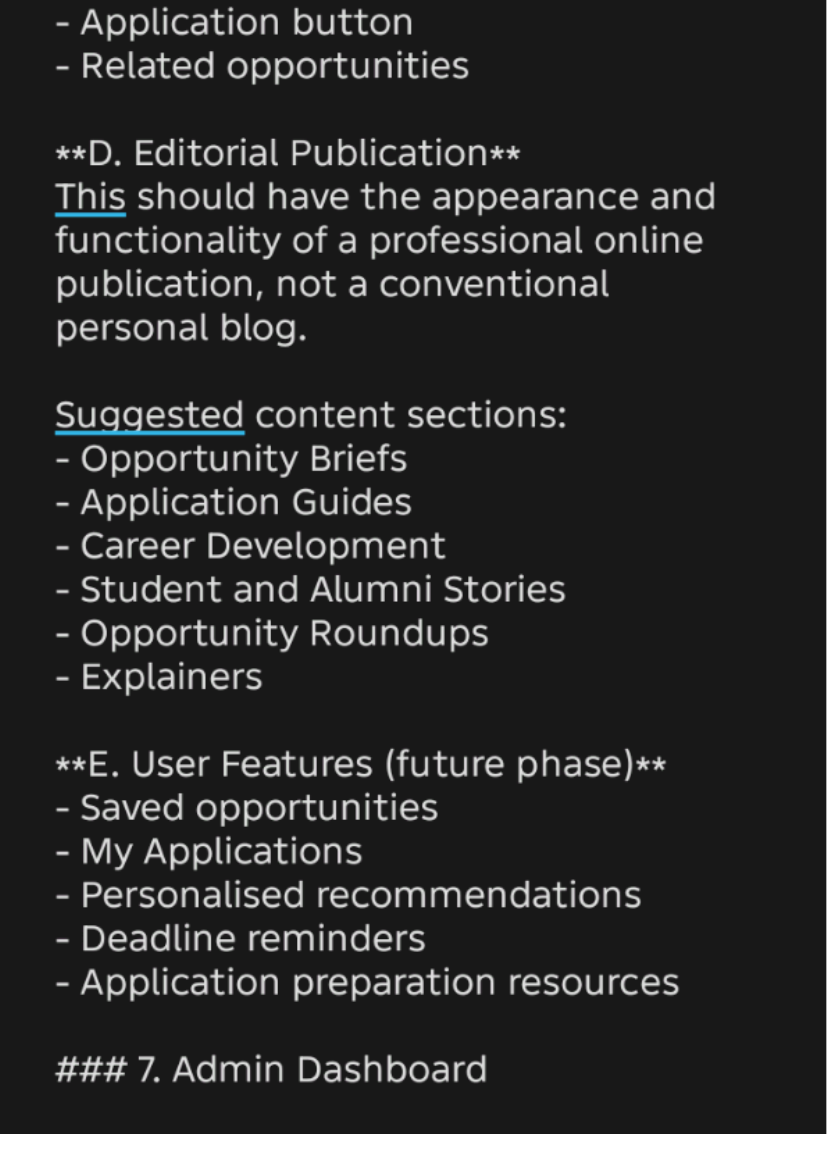 - Application button
- Related opportunities
**D. Editorial Publication**
This should have the appearance and
functionality of a professional online
publication, not a conventional
personal blog.
Suggested content sections:
- Opportunity Briefs
- Application Guides
- Career Development
- Student and Alumni Stories
- Opportunity Roundups
- Explainers
**E. User Features (future phase)**
- Saved opportunities
- My Applications
- Personalised recommendations
- Deadline reminders
- Application preparation resources
### 7. Admin Dashboard